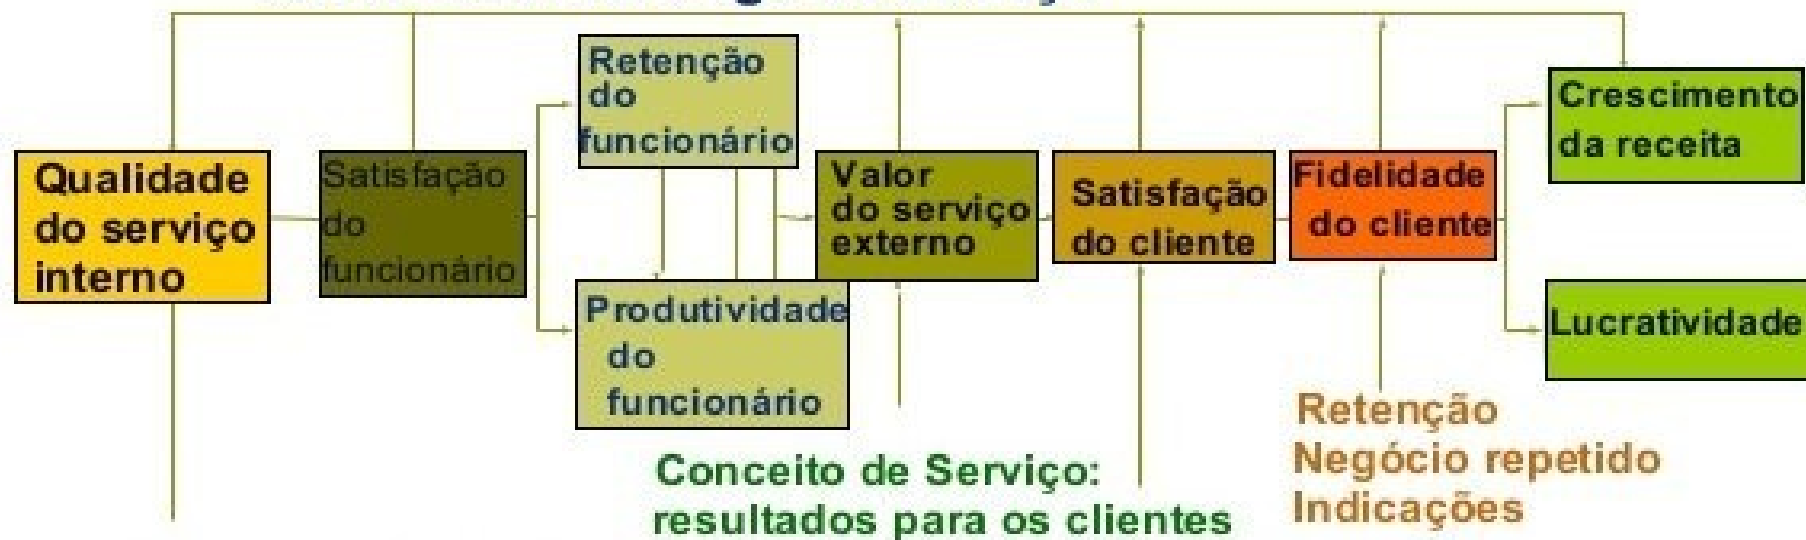 Retenção
do
funcionário
Crescimento
da receita
Qualidade
do serviço
interno
Satisfação
do
funcionário
Valor
do serviço
externo
Satisfação
do cliente
Fidelidade
do cliente
Produtividade
do
funcionário
Lucratividade
Retenção
Negócio repetido
Indicações
Conceito de Serviço:
resultados para os clientes